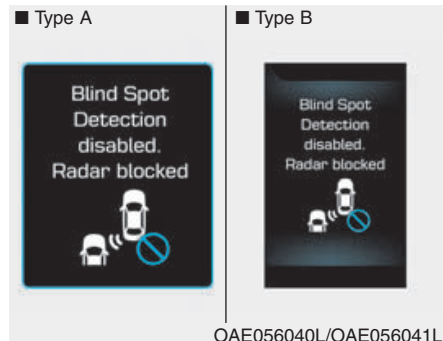 ■ Type A
Blind Spot
Detection
disabled.
Radar blocked
■ Type B
Blind Spot
Detection
disabled.
Radar blocked
OAE056040L/OAE056041L